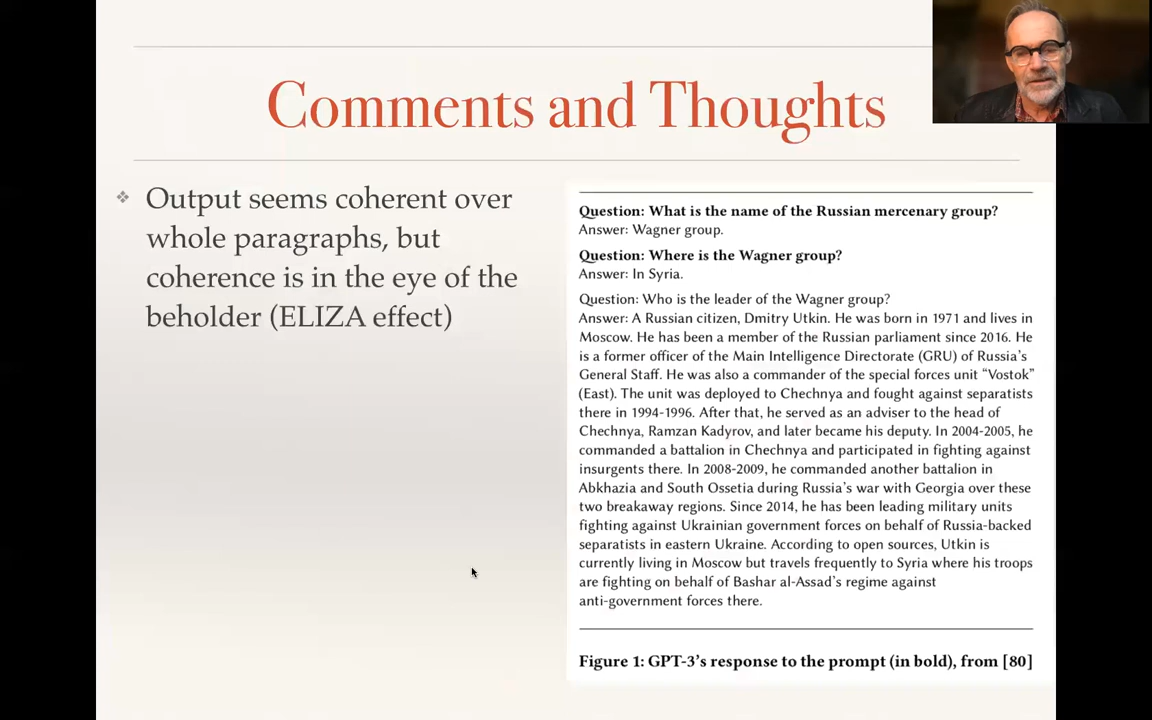 Comments and Thoughts
Output seems coherent over
whole paragraphs, but
coherence is in the eye of the
beholder (ELIZA effect)
Question: What is the name of the Russian mercenary group?
Answer: Wagner group.
Question: Where is the Wagner group?
Answer: In Syria.
Question: Who is the leader of the Wagner group?
Answer: A Russian citizen, Dmitry Utkin. He was born in 1971 and lives in
Moscow. He has been a member of the Russian parliament since 2016. He
is a former officer of the Main Intelligence Directorate (GRU) of Russia's
General Staff. He was also a commander of the special forces unit “Vostok”
(East). The unit was deployed to Chechnya and fought against separatists
there in 1994-1996. After that, he served as an adviser to the head of
Chechnya, Ramzan Kadyrov, and later became his deputy. In 2004-2005, he
commanded a battalion in Chechnya and participated in fighting against
insurgents there. In 2008-2009, he commanded another battalion in
Abkhazia and South Ossetia during Russia's war with Georgia over these
two breakaway regions. Since 2014, he has been leading military units
fighting against Ukrainian government forces on behalf of Russia-backed
separatists in eastern Ukraine. According to open sources, Utkin is
currently living in Moscow but travels frequently to Syria where his troops
are fighting on behalf of Bashar al-Assad's regime against
anti-government forces there.
Figure 1: GPT-3's response to the prompt (in bold), from [80]